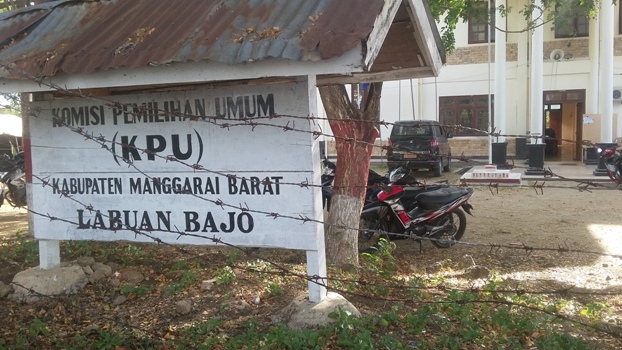 KOMISI PEMILIHAN UMUM
(KPU)
KABUPATEN MANGGARAI BARAT
LABUAN BAJO